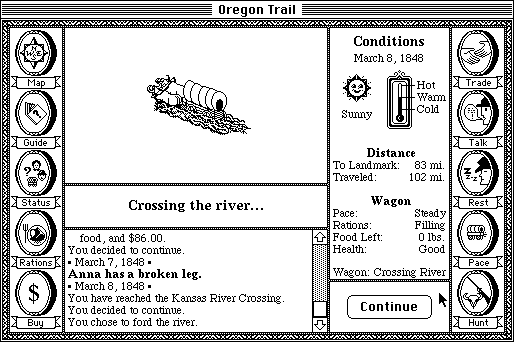 Oregon Trail
Map
Guide
Status
Rations
$
Buy
Crossing the river...
food, and $86.00.
You decided to continue.
• March 7, 1848 •
Anna has a broken leg.
• March 8, 1848 •
You have reached the Kansas River Crossing.
You decided to continue.
You chose to ford the river.
Conditions
March 8, 1848
Sunny
Hot
Warm
Cold
Distance
To Landmark: 83 mi.
Traveled: 102 mi.
Wagon
Pace: Steady
Rations: Filling
Food Left: 0 lbs.
Health: Good
Wagon: Crossing River
Continue
Trade
Talk
Rest
Pace
Hunt